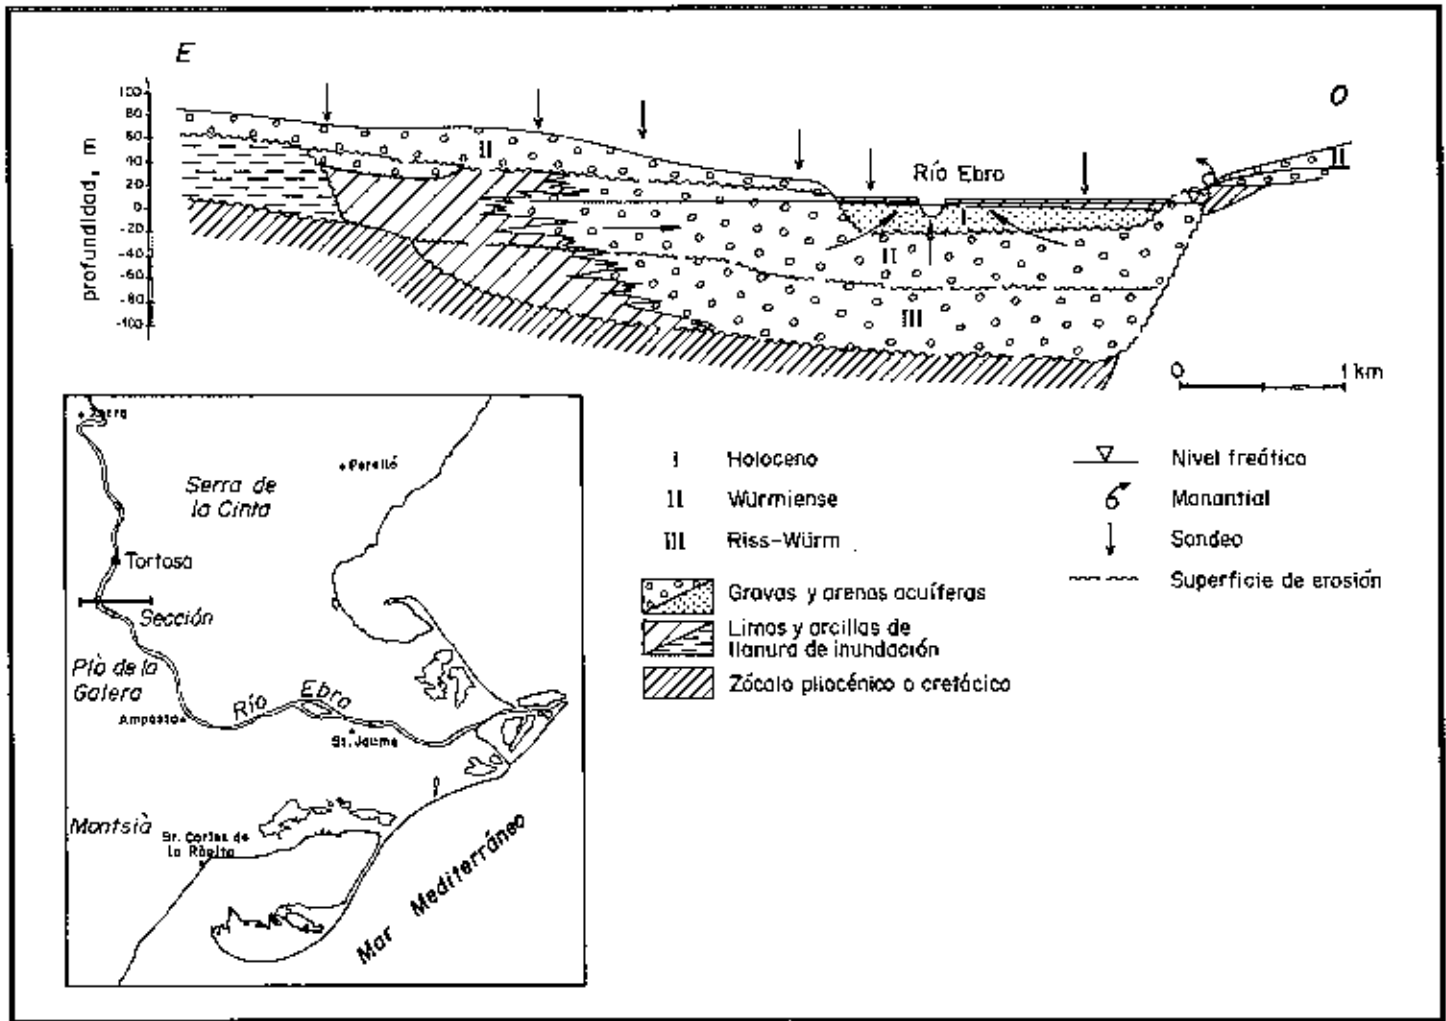 E
O
100
80
60
40
20
0
-20
-40
-60
-80
-100
profundidad, m
II
Río Ebro
II
I
II
III
0 1 km
Perelló
Serra de
la Cinta
Tortosa
Sección
Plà de la
Galera
Amposta
Río Ebro
St. Jaume
Montsià
St. Carles de
la Ràpita
Mar Mediterráneo
I Holoceno
II Würmiense
III Riss-Würm
Gravas y arenas acuíferas
Limos y arcillas de
llanura de inundación
Zócalo pliocénico o cretácico
Nivel freático
Manantial
Sondeo
Superficie de erosión